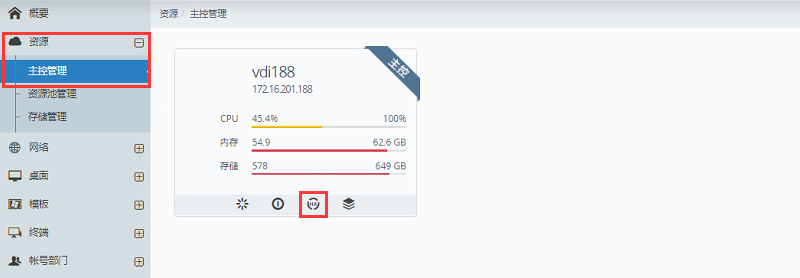 概要
资源
主控管理
资源池管理
存储管理
网络
桌面
模板
终端
帐号部门
资源 / 主控管理
主控
vdi188
172.16.201.188
CPU 45.4% 100%
内存 54.9 62.6 GB
存储 578 649 GB
HA